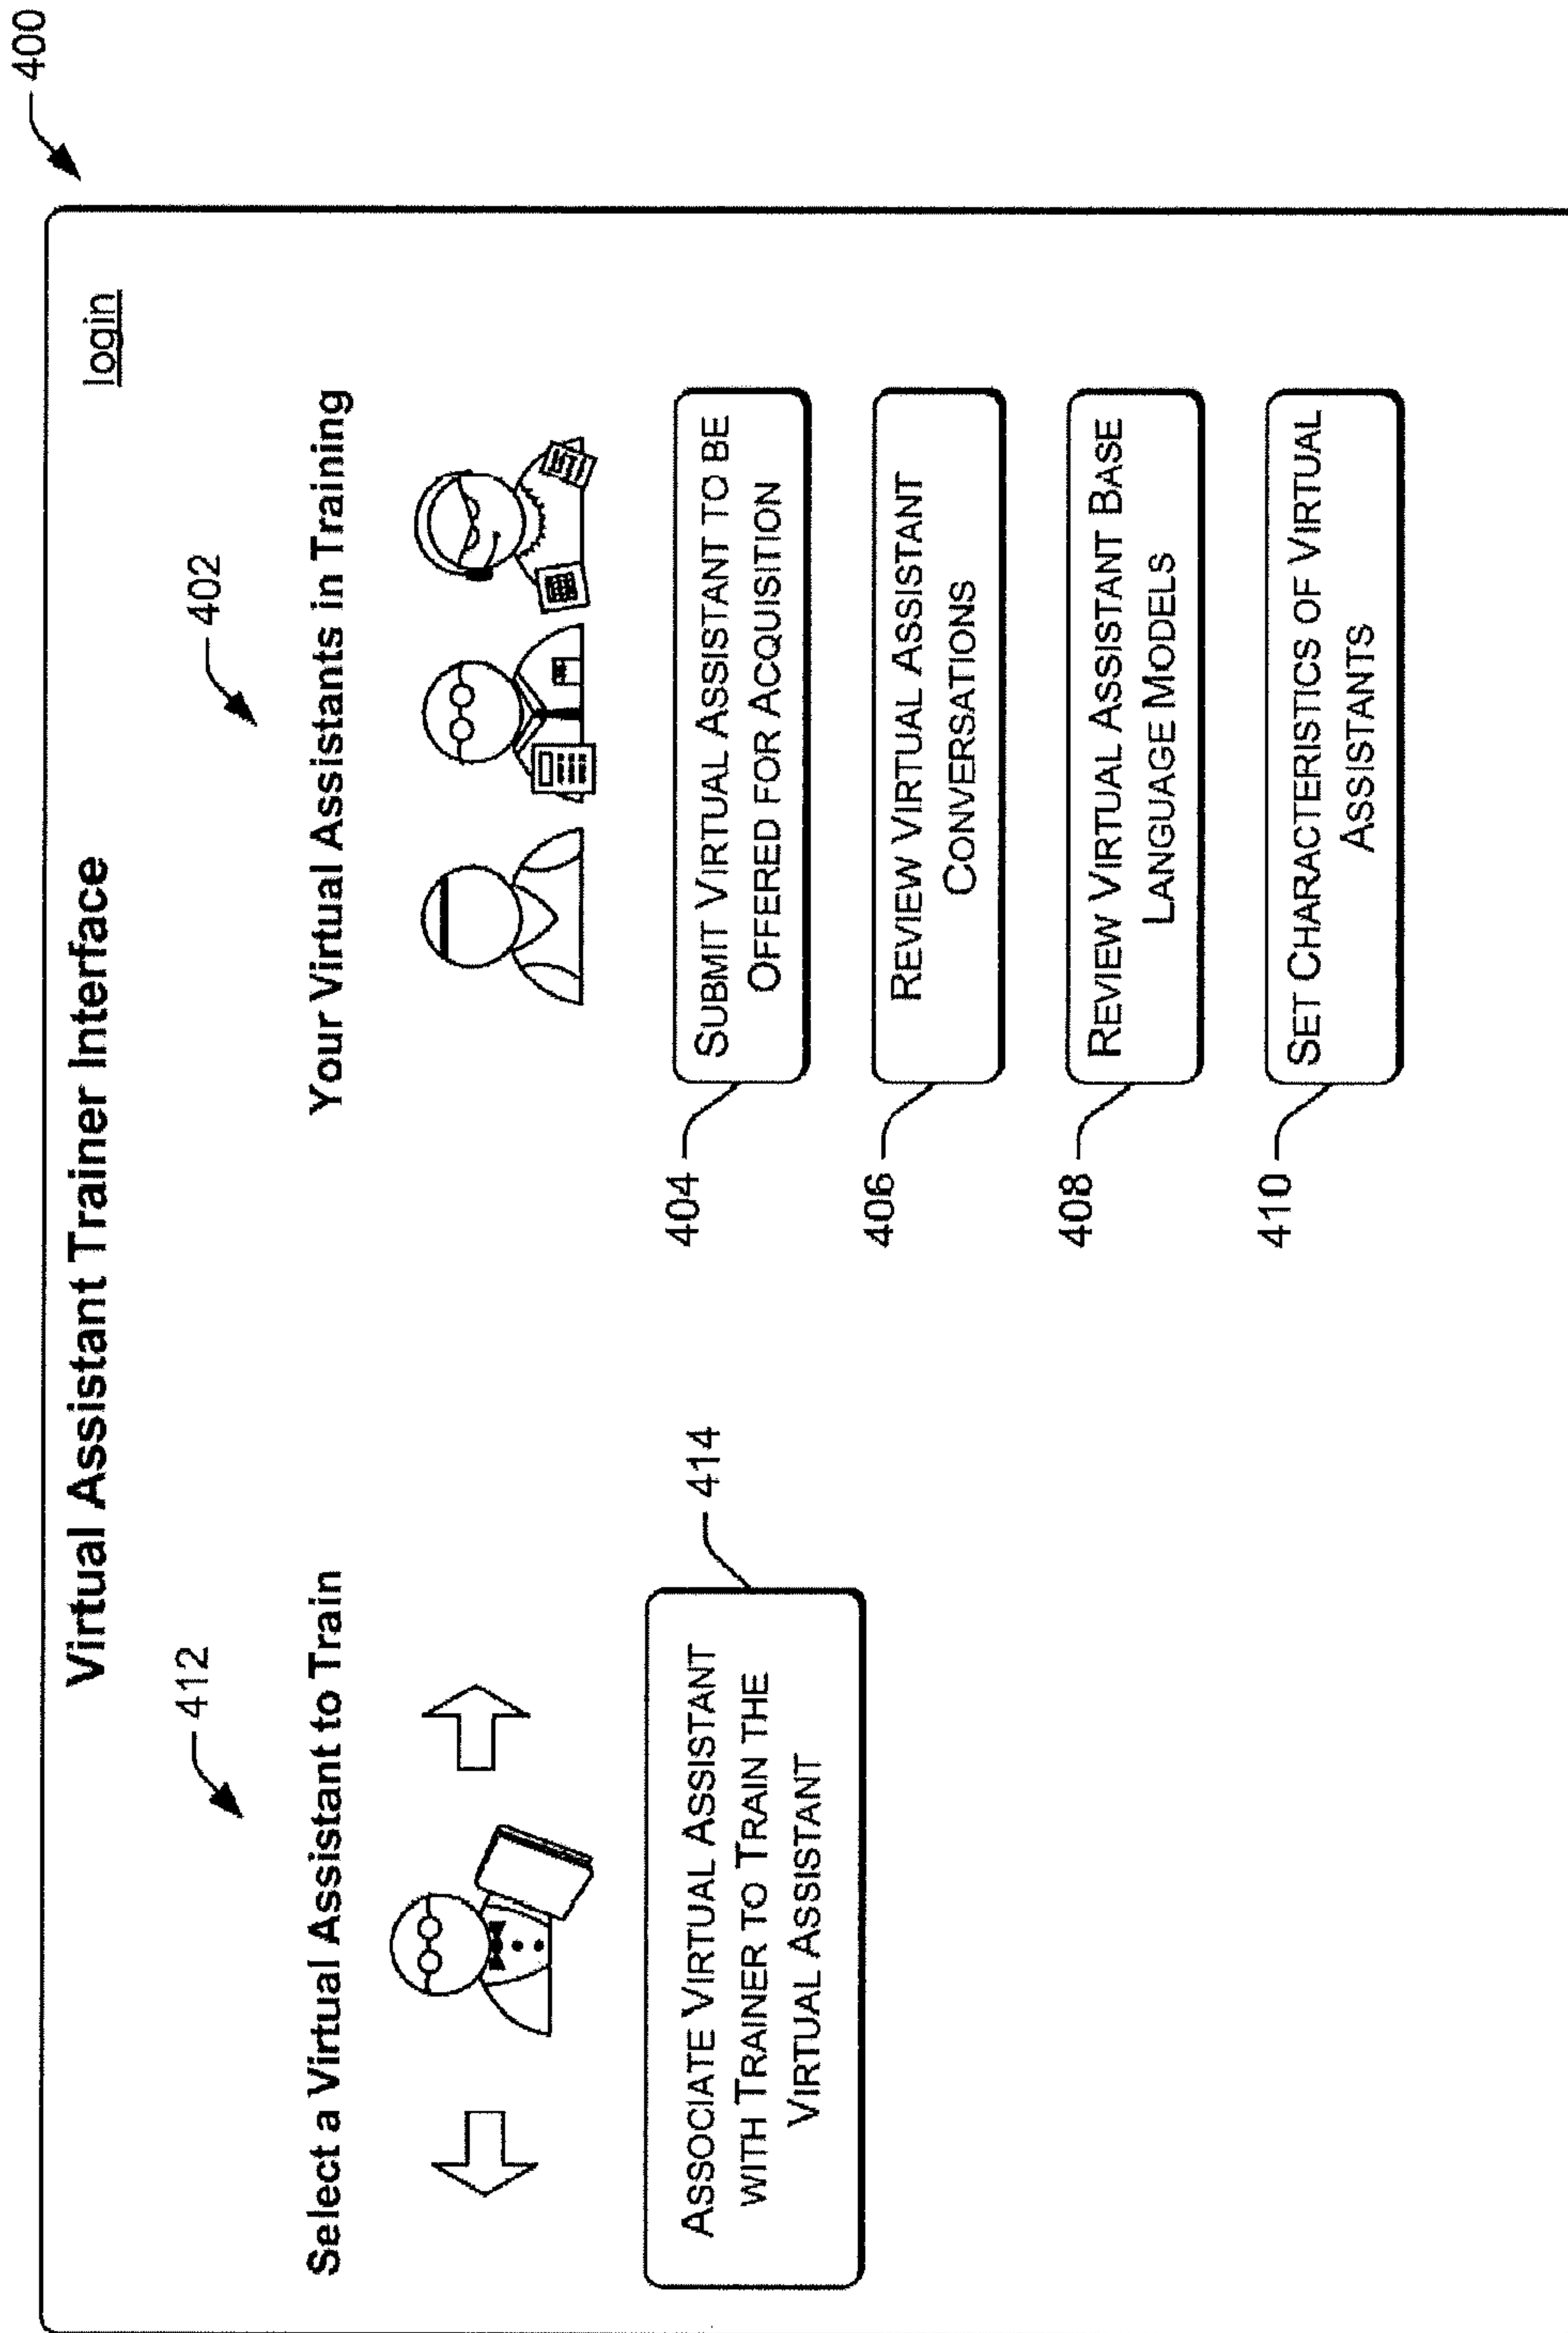 400
Virtual Assistant Trainer Interface
login
412
Select a Virtual Assistant to Train
ASSOCIATE VIRTUAL ASSISTANT
WITH TRAINER TO TRAIN THE
VIRTUAL ASSISTANT
414
402
Your Virtual Assistants in Training
404
SUBMIT VIRTUAL ASSISTANT TO BE
OFFERED FOR ACQUISITION
406
REVIEW VIRTUAL ASSISTANT
CONVERSATIONS
408
REVIEW VIRTUAL ASSISTANT BASE
LANGUAGE MODELS
410
SET CHARACTERISTICS OF VIRTUAL
ASSISTANTS